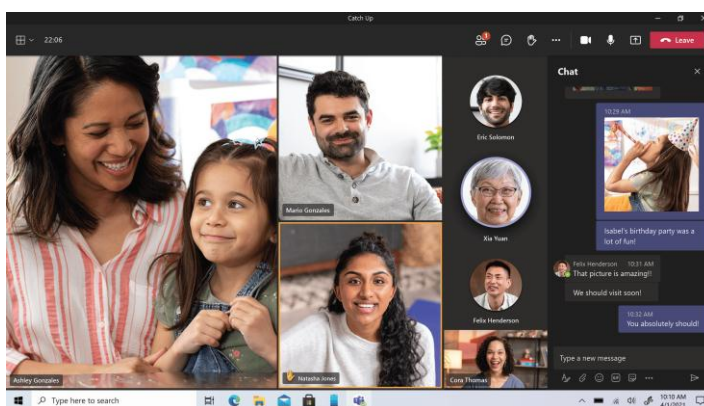 Catch Up
22:06
1
Leave
Ashley Gonzales
Mario Gonzales
Natasha Jones
Eric Solomon
Xia Yuan
Felix Henderson
Cora Thomas
Chat
10:29 AM
Isabel's birthday party was a
lot of fun!
Felix Henderson 10:31 AM
That picture is amazing!!
We should visit soon!
10:32 AM
You absolutely should!
Type a new message
GIF
Type here to search
10:10 AM